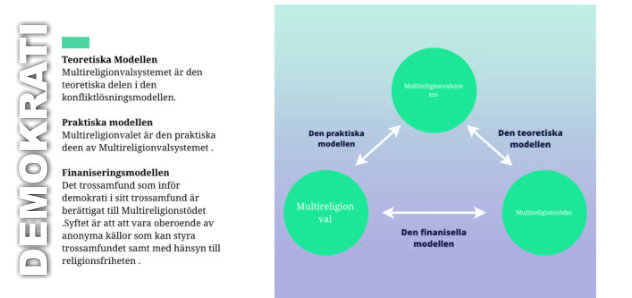 DEMOKRATI
Teoretiska Modellen
Multireligionvalsystemet är den
teoretiska delen i den
konfliktlösningsmodellen.
Praktiska modellen
Multireligionvalet är den praktiska
deen av Multireligionvalsystemet .
Finaniseringsmodellen
Det trossamfund som inför
demokrati i sitt trossamfund är
berättigat till Multireligionstödet
.Syftet är att att vara oberoende av
anonyma källor som kan styra
trossamfundet samt med hänsyn till
religionsfriheten .
Multireligionvalsyst
em
Den praktiska
modellen
Den teoretiska
modellen
Multireligion
val
Multireligionstödet
Den finanisella
modellen